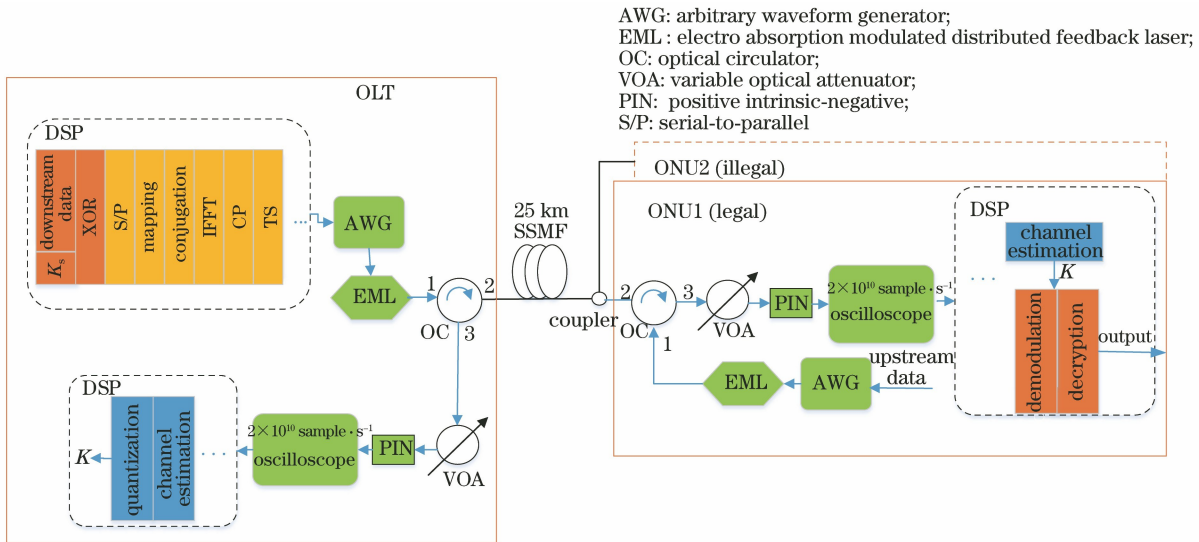 AWG: arbitrary waveform generator;
EML : electro absorption modulated distributed feedback laser;
OC: optical circulator;
VOA: variable optical attenuator;
PIN: positive intrinsic-negative;
S/P: serial-to-parallel
OLT
DSP
downstream
data
Ks
XOR
S/P
mapping
conjugation
IFFT
CP
TS
...
AWG
EML
1
2
3
OC
25 km
SSMF
coupler
VOA
PIN
2×10¹⁰ sample·s⁻¹
oscilloscope
...
DSP
channel
estimation
quantization
K
ONU2 (illegal)
ONU1 (legal)
2
3
1
OC
VOA
PIN
2×10¹⁰ sample·s⁻¹
oscilloscope
...
upstream
data
AWG
EML
DSP
channel
estimation
K
demodulation
decryption
output